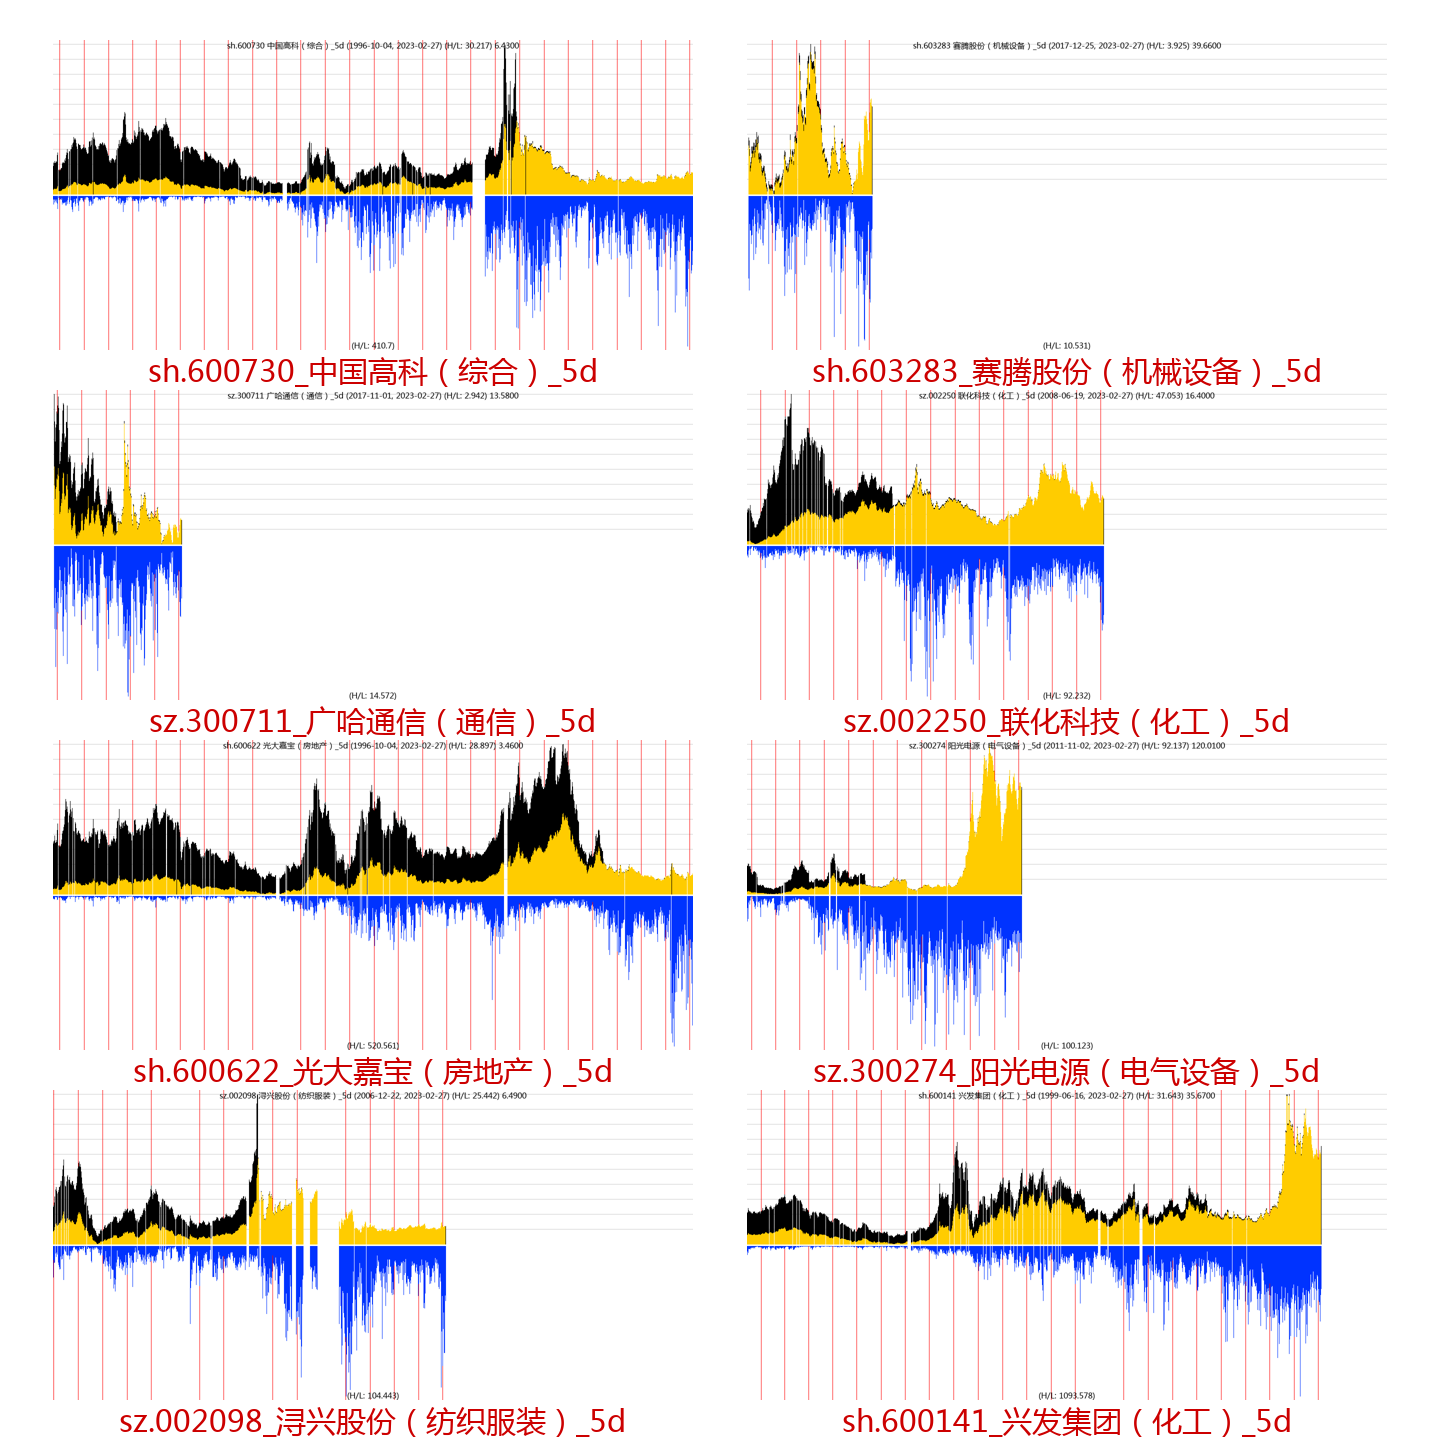 sh.600730 中国高科（综合）_5d (1996-10-04, 2023-02-27) (H/L: 30.217) 6.4300
(H/L: 410.7)
sh.600730_中国高科（综合）_5d
sh.603283 赛腾股份（机械设备）_5d (2017-12-25, 2023-02-27) (H/L: 3.925) 39.6600
(H/L: 10.531)
sh.603283_赛腾股份（机械设备）_5d
sz.300711 广哈通信（通信）_5d (2017-11-01, 2023-02-27) (H/L: 2.942) 13.5800
(H/L: 14.572)
sz.300711_广哈通信（通信）_5d
sz.002250 联化科技（化工）_5d (2008-06-19, 2023-02-27) (H/L: 47.053) 16.4000
(H/L: 92.232)
sz.002250_联化科技（化工）_5d
sh.600622 光大嘉宝（房地产）_5d (1996-10-04, 2023-02-27) (H/L: 28.897) 3.4600
(H/L: 520.561)
sh.600622_光大嘉宝（房地产）_5d
sz.300274 阳光电源（电气设备）_5d (2011-11-02, 2023-02-27) (H/L: 92.137) 120.0100
(H/L: 100.123)
sz.300274_阳光电源（电气设备）_5d
sz.002098 浔兴股份（纺织服装）_5d (2006-12-22, 2023-02-27) (H/L: 25.442) 6.4900
(H/L: 104.443)
sz.002098_浔兴股份（纺织服装）_5d
sh.600141 兴发集团（化工）_5d (1999-06-16, 2023-02-27) (H/L: 31.643) 35.6700
(H/L: 1093.578)
sh.600141_兴发集团（化工）_5d